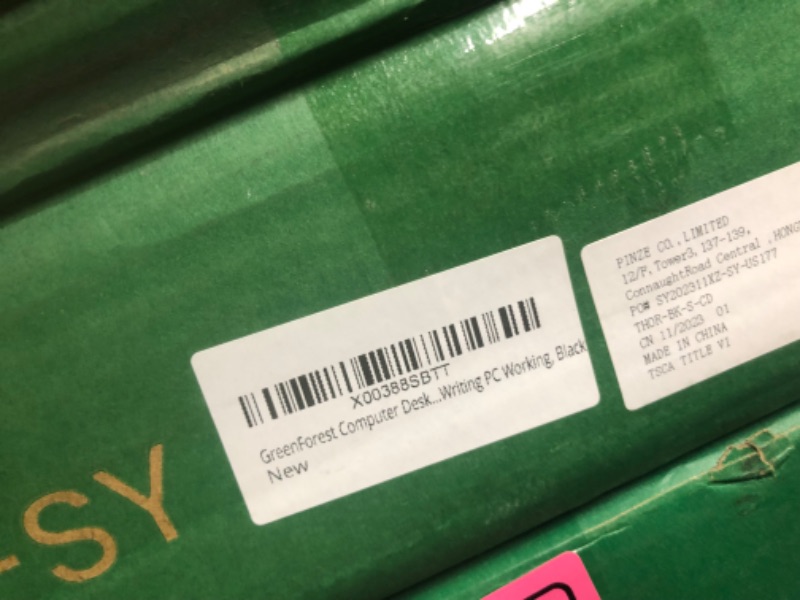 X00388SBTT
GreenForest Computer Desk...Writing PC Working, Black
New
PINZE CO., LIMITED
12/F, Tower3, 137-139,
ConnaughtRoad Central ,HONG
PO# SY202311XZ-SY-US177
THOR-BK-S-CD
CN 11/2023 01
MADE IN CHINA
TSCA TITLE VI
-SY